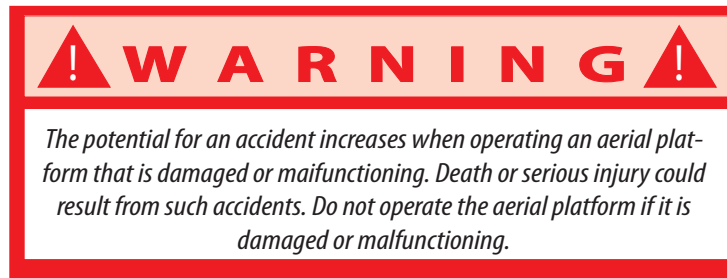 WARNING
The potential for an accident increases when operating an aerial plat-
form that is damaged or maifunctioning. Death or serious injury could
result from such accidents. Do not operate the aerial platform if it is
damaged or malfunctioning.